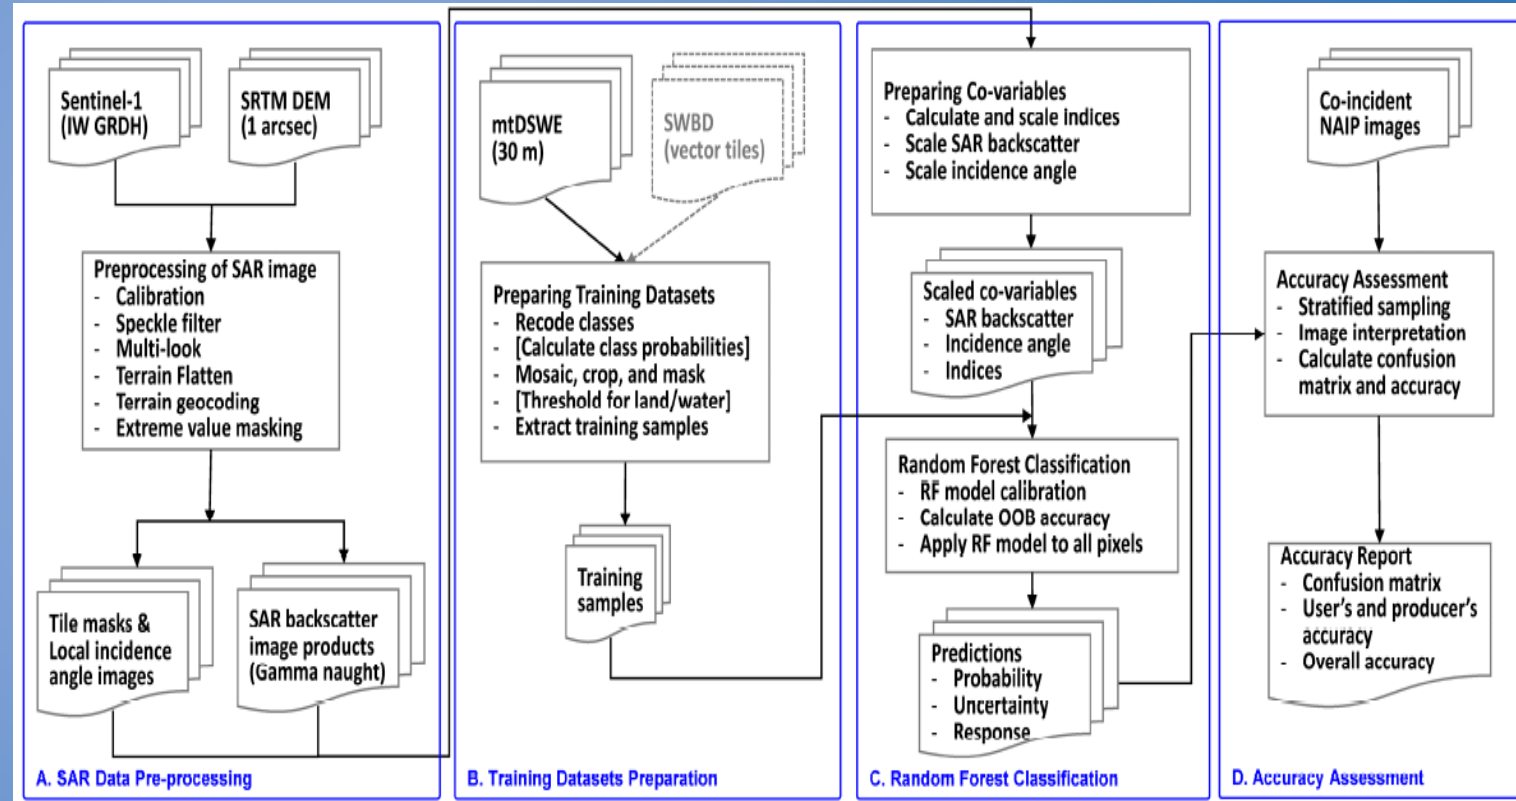 Sentinel-1
(IW GRDH)
SRTM DEM
(1 arcsec)
Preprocessing of SAR image
- Calibration
- Speckle filter
- Multi-look
- Terrain Flatten
- Terrain geocoding
- Extreme value masking
Tile masks &
Local incidence
angle images
SAR backscatter
image products
(Gamma naught)
A. SAR Data Pre-processing
mtDSWE
(30 m)
SWBD
(vector tiles)
Preparing Training Datasets
- Recode classes
- [Calculate class probabilities]
- Mosaic, crop, and mask
- [Threshold for land/water]
- Extract training samples
Training
samples
B. Training Datasets Preparation
Preparing Co-variables
- Calculate and scale Indices
- Scale SAR backscatter
- Scale incidence angle
Scaled co-variables
- SAR backscatter
- Incidence angle
- Indices
Random Forest Classification
- RF model calibration
- Calculate OOB accuracy
- Apply RF model to all pixels
Predictions
- Probability
- Uncertainty
- Response
C. Random Forest Classification
Co-incident
NAIP images
Accuracy Assessment
- Stratified sampling
- Image interpretation
- Calculate confusion
matrix and accuracy
Accuracy Report
- Confusion matrix
- User's and producer's
accuracy
- Overall accuracy
D. Accuracy Assessment